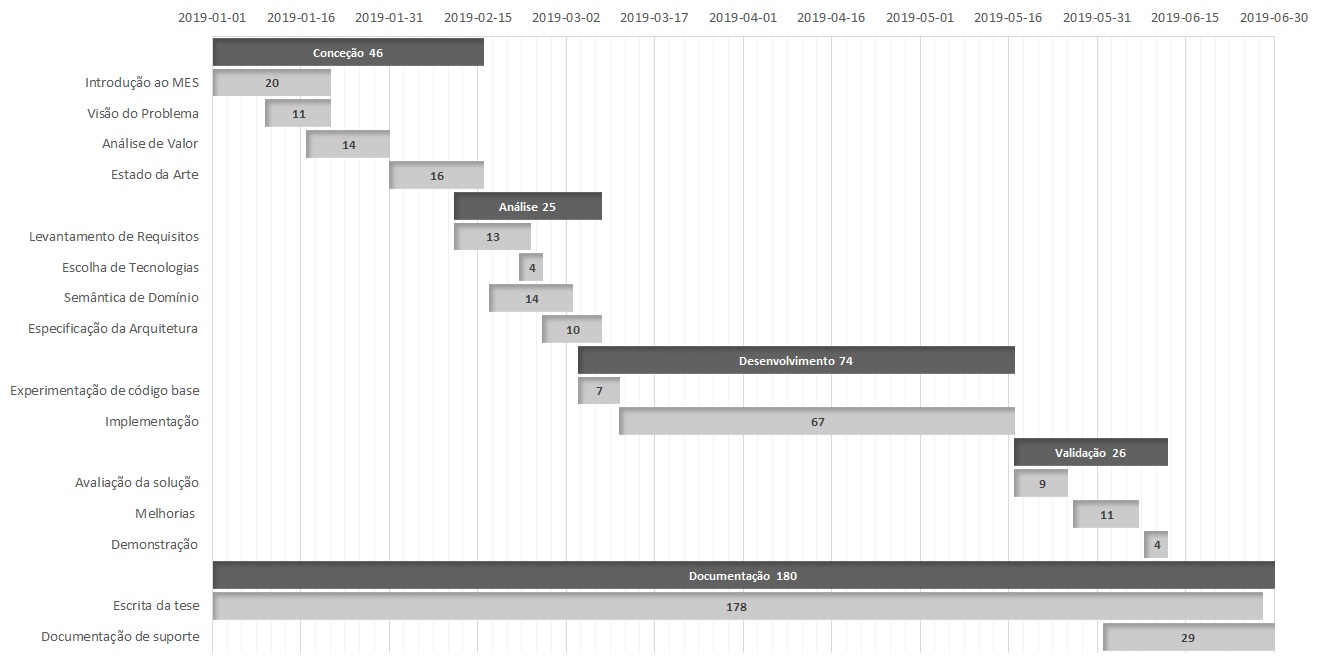 2019-01-01 2019-01-16 2019-01-31 2019-02-15 2019-03-02 2019-03-17 2019-04-01 2019-04-16 2019-05-01 2019-05-16 2019-05-31 2019-06-15 2019-06-30
Conceção 46
Introdução ao MES 20
Visão do Problema 11
Análise de Valor 14
Estado da Arte 16
Análise 25
Levantamento de Requisitos 13
Escolha de Tecnologias 4
Semântica de Domínio 14
Especificação da Arquitetura 10
Desenvolvimento 74
Experimentação de código base 7
Implementação 67
Validação 26
Avaliação da solução 9
Melhorias 11
Demonstração 4
Documentação 180
Escrita da tese 178
Documentação de suporte 29